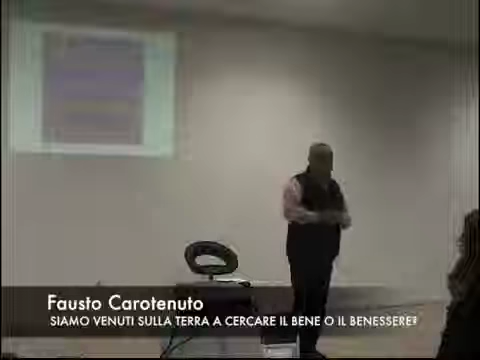 Fausto Carotenuto
SIAMO VENUTI SULLA TERRA A CERCARE IL BENE O IL BENESSERE?